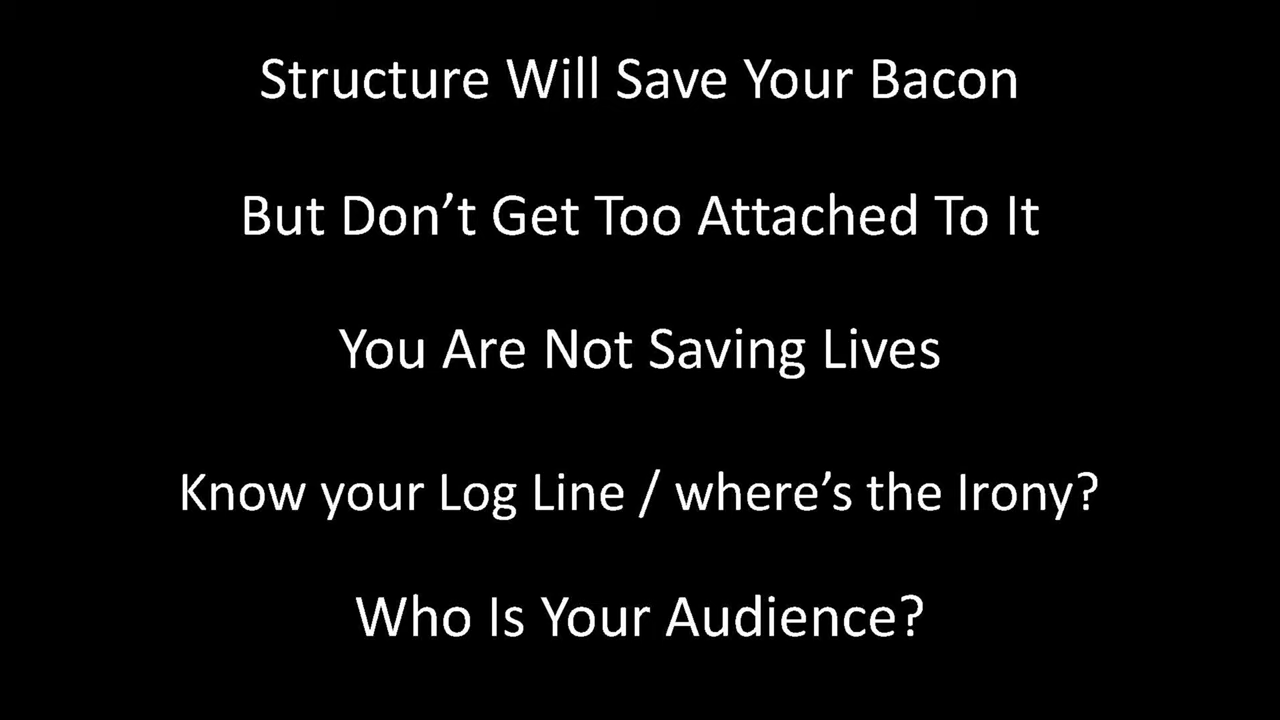 Structure Will Save Your Bacon
But Don’t Get Too Attached To It
You Are Not Saving Lives
Know your Log Line / where’s the Irony?
Who Is Your Audience?